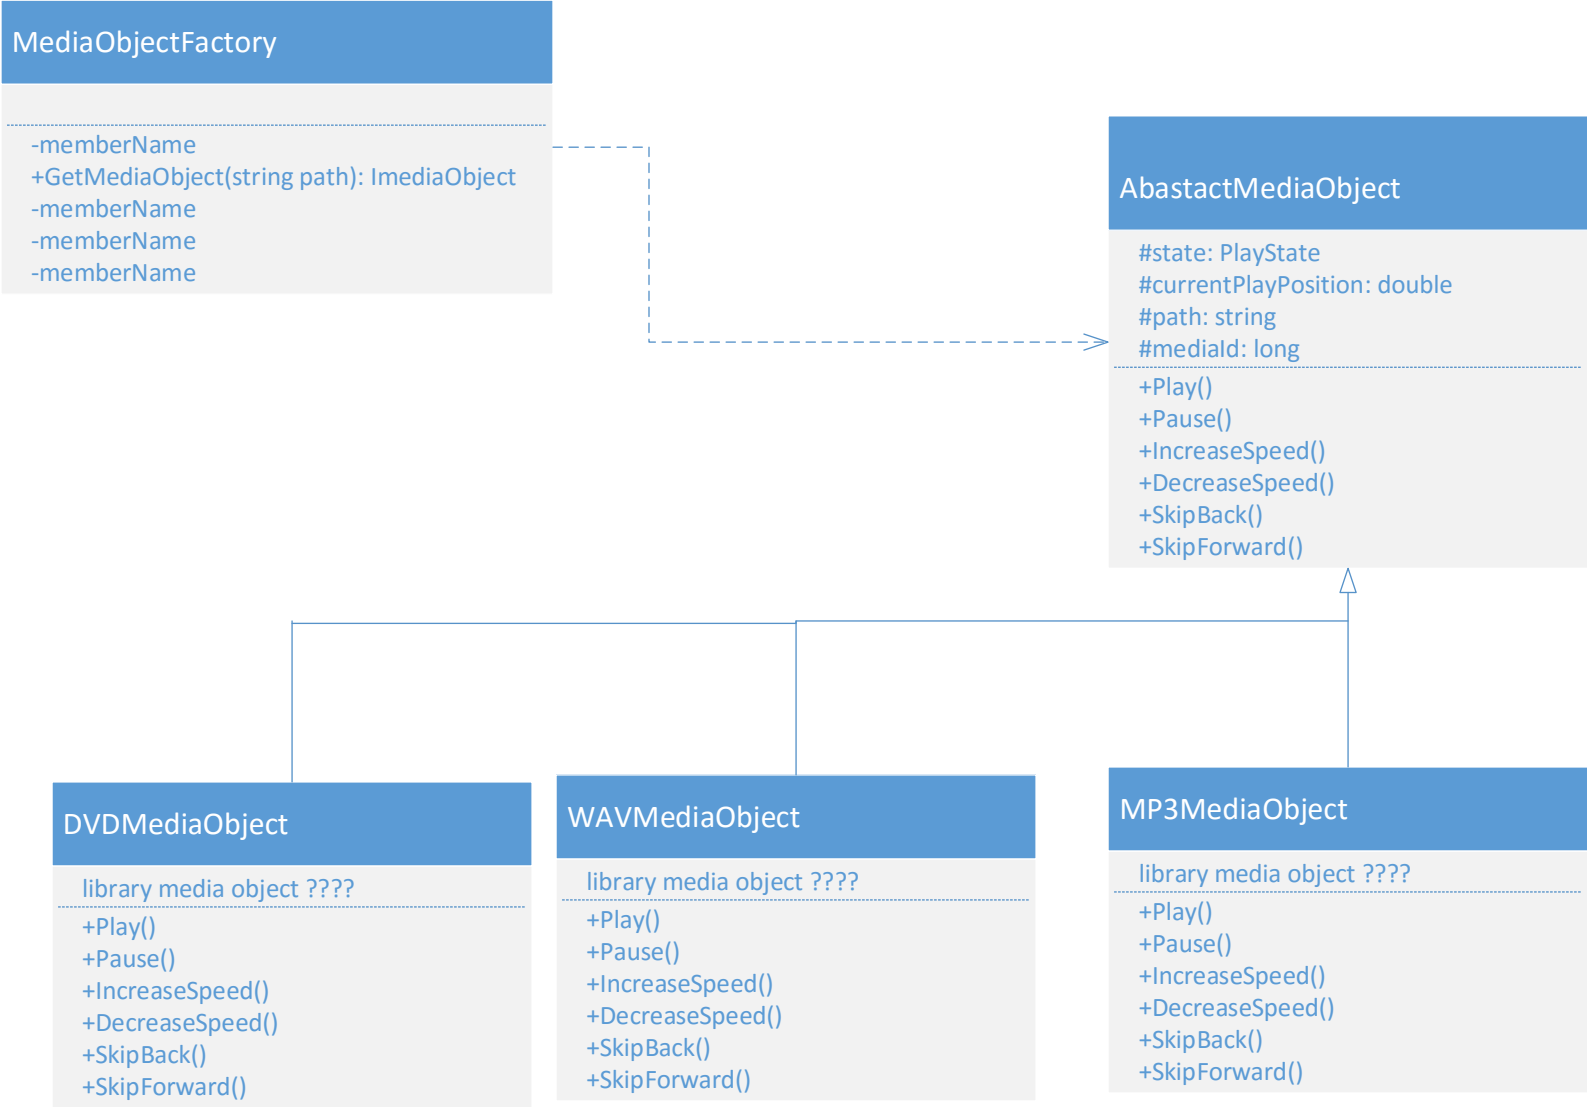 MediaObjectFactory
-memberName
+GetMediaObject(string path): ImediaObject
-memberName
-memberName
-memberName
AbastactMediaObject
#state: PlayState
#currentPlayPosition: double
#path: string
#mediaId: long
+Play()
+Pause()
+IncreaseSpeed()
+DecreaseSpeed()
+SkipBack()
+SkipForward()
DVDMediaObject
library media object ????
+Play()
+Pause()
+IncreaseSpeed()
+DecreaseSpeed()
+SkipBack()
+SkipForward()
WAVMediaObject
library media object ????
+Play()
+Pause()
+IncreaseSpeed()
+DecreaseSpeed()
+SkipBack()
+SkipForward()
MP3MediaObject
library media object ????
+Play()
+Pause()
+IncreaseSpeed()
+DecreaseSpeed()
+SkipBack()
+SkipForward()